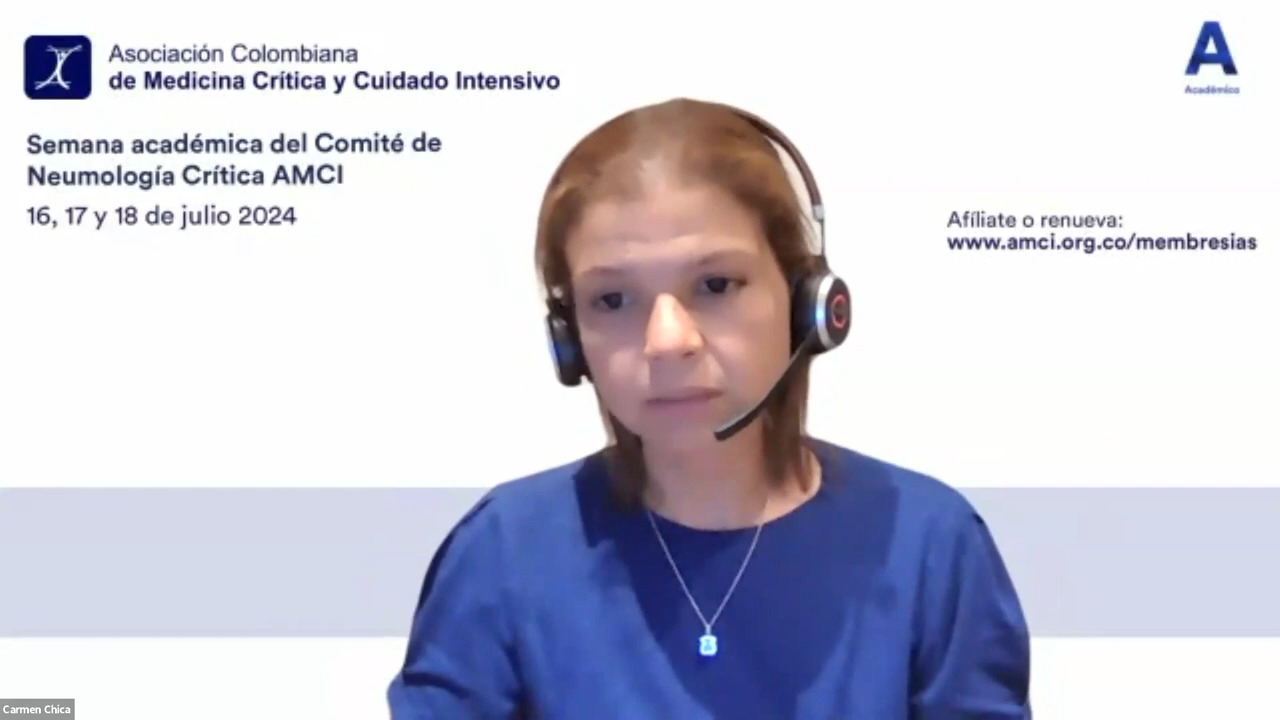 Asociación Colombiana
de Medicina Crítica y Cuidado Intensivo
A
Académico
Semana académica del Comité de
Neumología Crítica AMCI
16, 17 y 18 de julio 2024
Afíliate o renueva:
www.amci.org.co/membresias
Carmen Chica